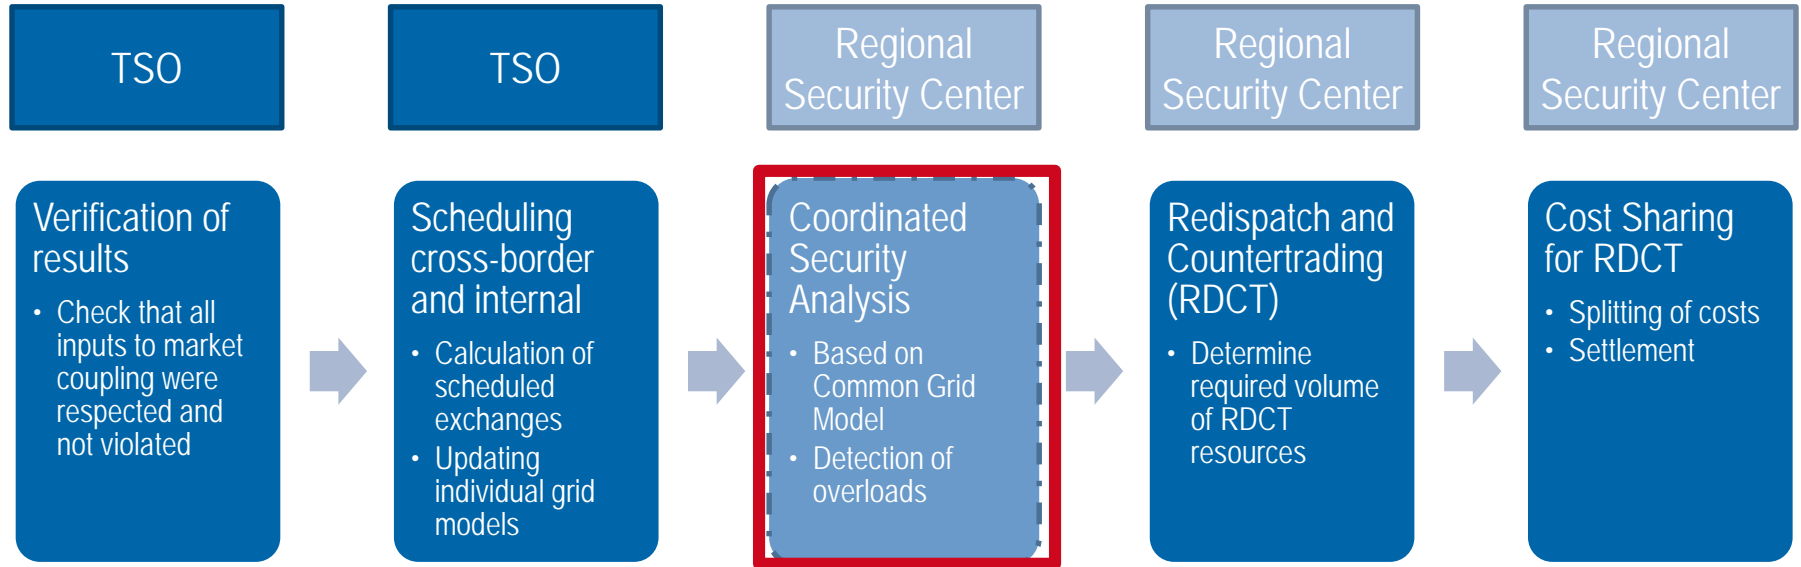 TSO
TSO
Regional
Security Center
Regional
Security Center
Regional
Security Center
Verification of
results
• Check that all
inputs to market
coupling were
respected and
not violated
Scheduling
cross-border
and internal
• Calculation of
scheduled
exchanges
• Updating
individual grid
models
Coordinated
Security
Analysis
• Based on
Common Grid
Model
• Detection of
overloads
Redispatch and
Countertrading
(RDCT)
• Determine
required volume
of RDCT
resources
Cost Sharing
for RDCT
• Splitting of costs
• Settlement